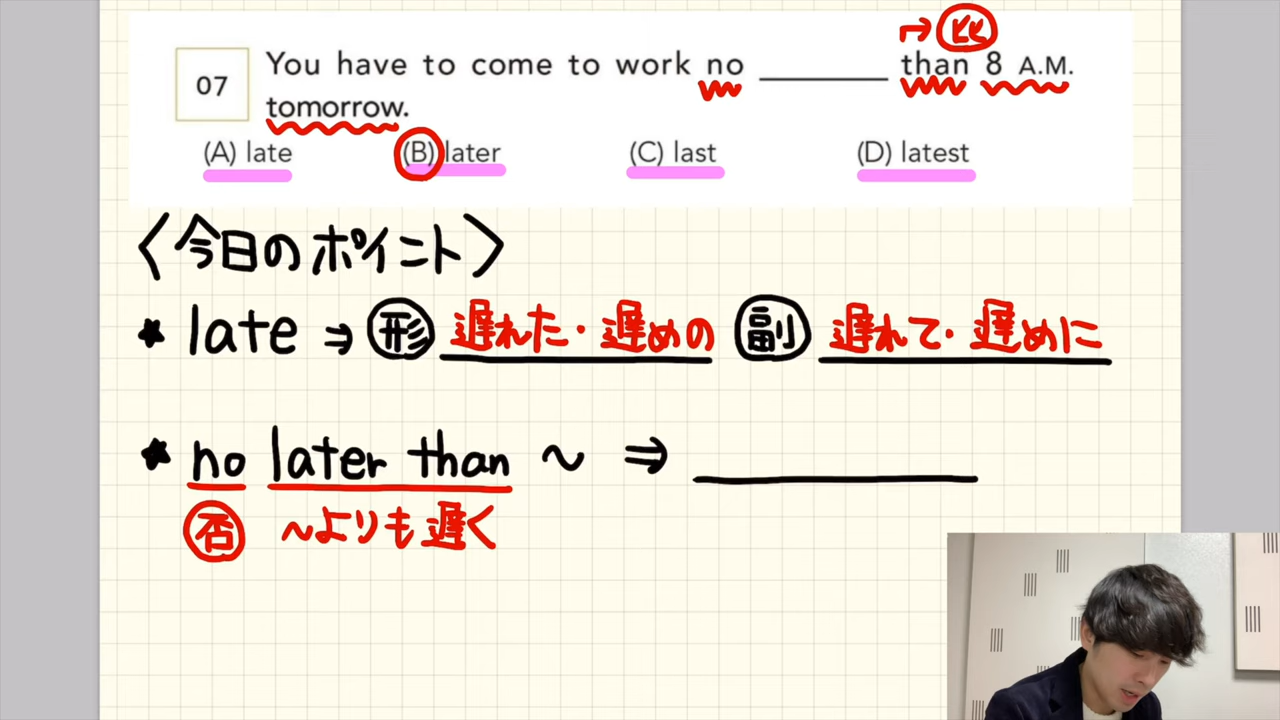 比
07 You have to come to work no ________ than 8 A.M.
tomorrow.
(A) late (B) later (C) last (D) latest
〈今日のポイント〉
★ late ⇒ 形 遅れた・遅めの 副 遅れて・遅めに
★ no later than ~ ⇒ ________
否 ~よりも遅く